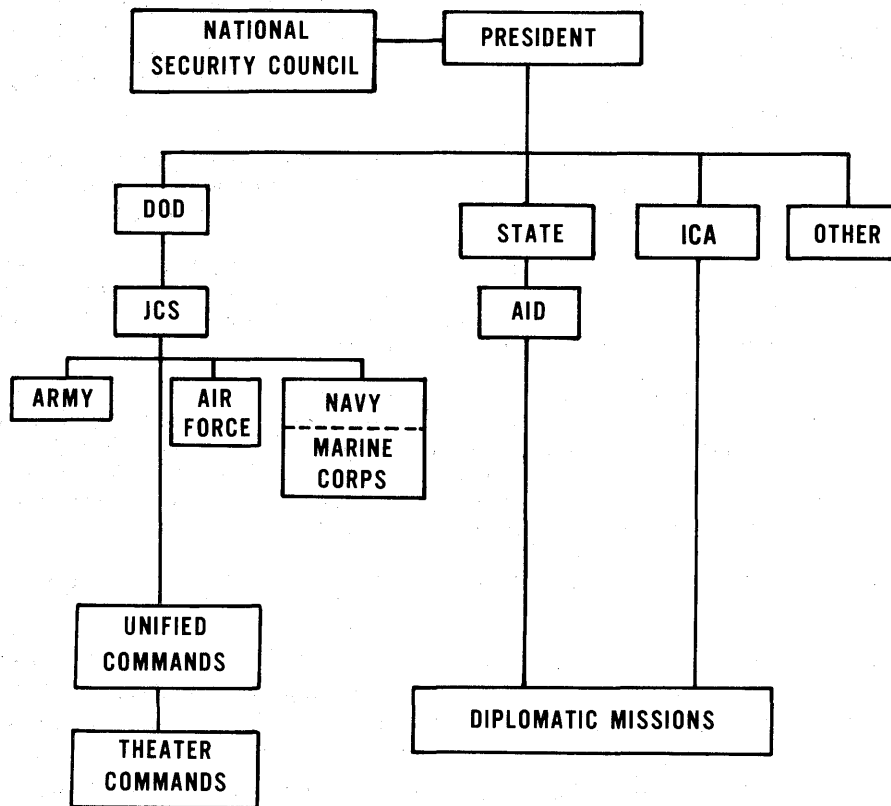 NATIONAL
SECURITY COUNCIL
PRESIDENT
DOD
STATE
ICA
OTHER
JCS
AID
ARMY
AIR
FORCE
NAVY
MARINE
CORPS
UNIFIED
COMMANDS
DIPLOMATIC MISSIONS
THEATER
COMMANDS